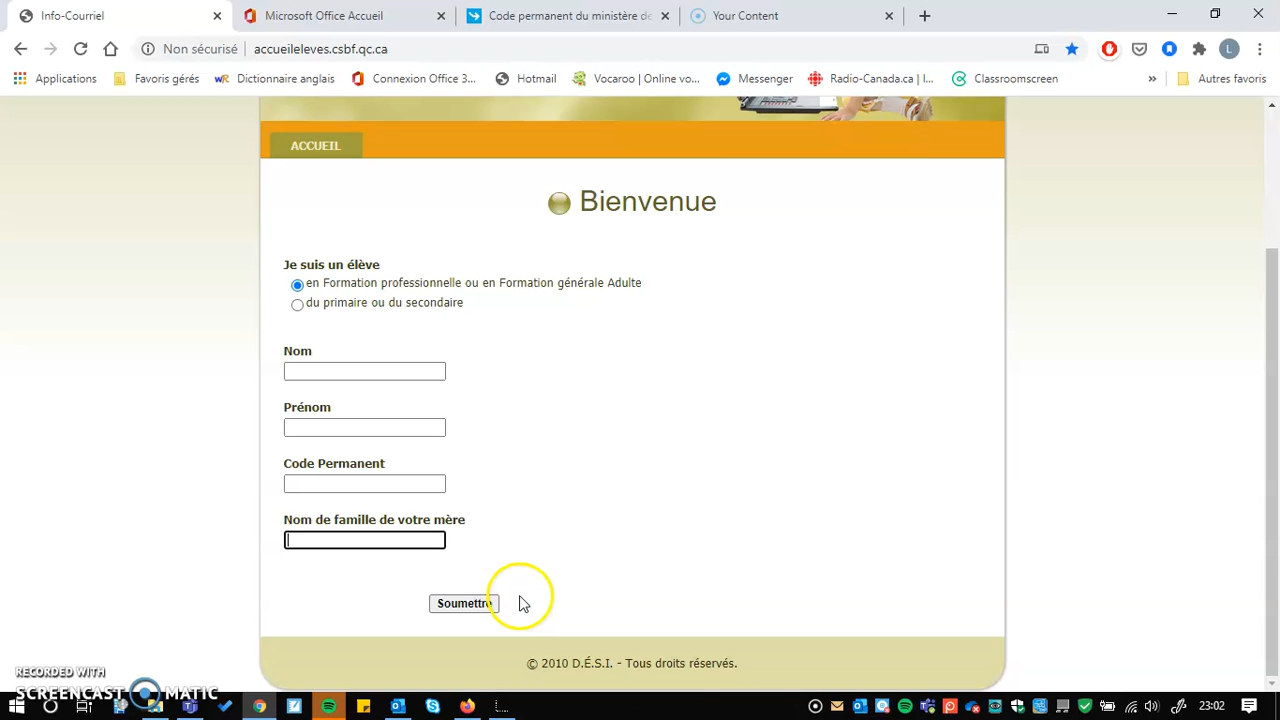 Info-Courriel
Microsoft Office Accueil
Code permanent du ministère de
Your Content
Non sécurisé
accueileleves.csbf.qc.ca
L
Applications
Favoris gérés
WR Dictionnaire anglais
Connexion Office 3...
Hotmail
Vocaroo | Online vo...
Messenger
Radio-Canada.ca | I...
Classroomscreen
»
Autres favoris
ACCUEIL
Bienvenue
Je suis un élève
en Formation professionnelle ou en Formation générale Adulte
du primaire ou du secondaire
Nom
Prénom
Code Permanent
Nom de famille de votre mère
Soumettre
© 2010 D.É.S.I. - Tous droits réservés.
RECORDED WITH
SCREENCAST MATIC
23:02